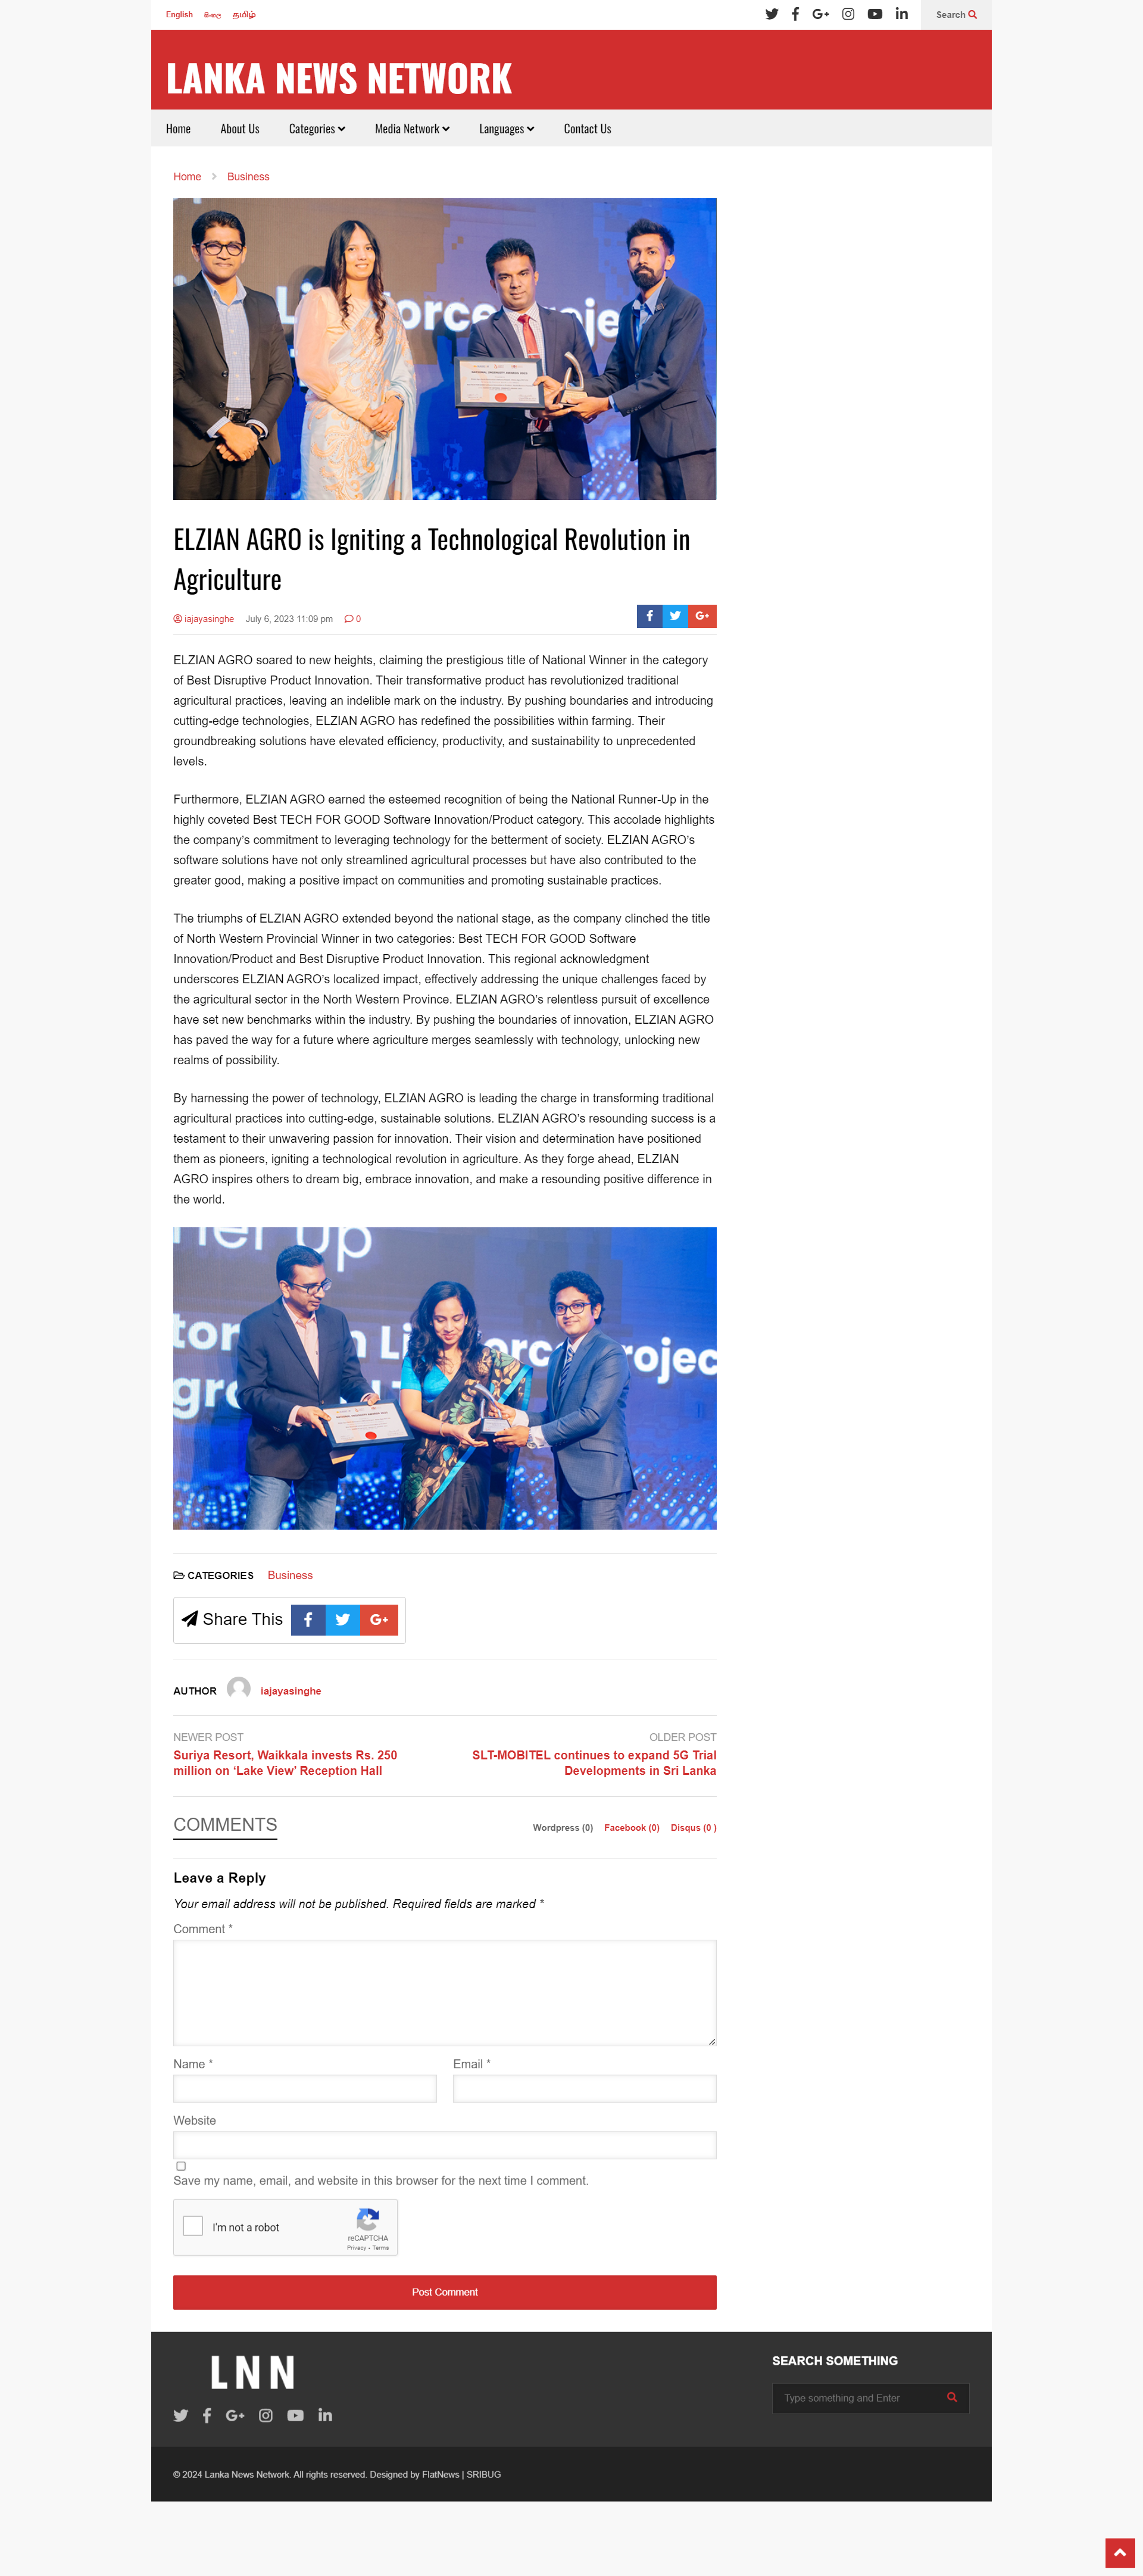 English සිංහල தமிழ்
Search
LANKA NEWS NETWORK
Home About Us Categories Media Network Languages Contact Us
Home Business
ELZIAN AGRO is Igniting a Technological Revolution in
Agriculture
iajayasinghe July 6, 2023 11:09 pm 0
ELZIAN AGRO soared to new heights, claiming the prestigious title of National Winner in the category
of Best Disruptive Product Innovation. Their transformative product has revolutionized traditional
agricultural practices, leaving an indelible mark on the industry. By pushing boundaries and introducing
cutting-edge technologies, ELZIAN AGRO has redefined the possibilities within farming. Their
groundbreaking solutions have elevated efficiency, productivity, and sustainability to unprecedented
levels.
Furthermore, ELZIAN AGRO earned the esteemed recognition of being the National Runner-Up in the
highly coveted Best TECH FOR GOOD Software Innovation/Product category. This accolade highlights
the company's commitment to leveraging technology for the betterment of society. ELZIAN AGRO's
software solutions have not only streamlined agricultural processes but have also contributed to the
greater good, making a positive impact on communities and promoting sustainable practices.
The triumphs of ELZIAN AGRO extended beyond the national stage, as the company clinched the title
of North Western Provincial Winner in two categories: Best TECH FOR GOOD Software
Innovation/Product and Best Disruptive Product Innovation. This regional acknowledgment
underscores ELZIAN AGRO's localized impact, effectively addressing the unique challenges faced by
the agricultural sector in the North Western Province. ELZIAN AGRO's relentless pursuit of excellence
have set new benchmarks within the industry. By pushing the boundaries of innovation, ELZIAN AGRO
has paved the way for a future where agriculture merges seamlessly with technology, unlocking new
realms of possibility.
By harnessing the power of technology, ELZIAN AGRO is leading the charge in transforming traditional
agricultural practices into cutting-edge, sustainable solutions. ELZIAN AGRO's resounding success is a
testament to their unwavering passion for innovation. Their vision and determination have positioned
them as pioneers, igniting a technological revolution in agriculture. As they forge ahead, ELZIAN
AGRO inspires others to dream big, embrace innovation, and make a resounding positive difference in
the world.
CATEGORIES Business
Share This
AUTHOR iajayasinghe
NEWER POST OLDER POST
Suriya Resort, Waikkala invests Rs. 250 SLT-MOBITEL continues to expand 5G Trial
million on ‘Lake View’ Reception Hall Developments in Sri Lanka
COMMENTS Wordpress (0) Facebook (0) Disqus (0 )
Leave a Reply
Your email address will not be published. Required fields are marked *
Comment *
Name * Email *
Website
Save my name, email, and website in this browser for the next time I comment.
I'm not a robot
reCAPTCHA
Privacy - Terms
Post Comment
LNN
SEARCH SOMETHING
Type something and Enter
© 2024 Lanka News Network. All rights reserved. Designed by FlatNews | SRIBUG